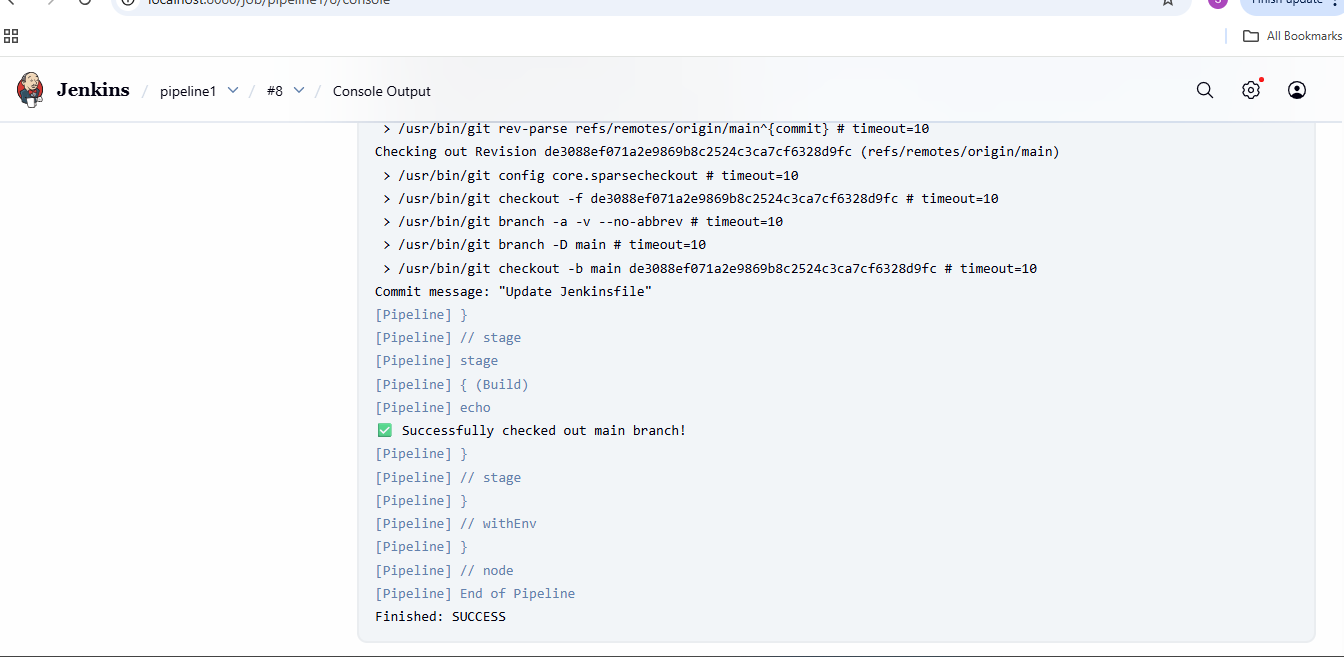 localhost:8080/job/pipeline1/8/console
Finish update
All Bookmarks
Jenkins / pipeline1 / #8 / Console Output
> /usr/bin/git rev-parse refs/remotes/origin/main^{commit} # timeout=10
Checking out Revision de3088ef071a2e9869b8c2524c3ca7cf6328d9fc (refs/remotes/origin/main)
> /usr/bin/git config core.sparsecheckout # timeout=10
> /usr/bin/git checkout -f de3088ef071a2e9869b8c2524c3ca7cf6328d9fc # timeout=10
> /usr/bin/git branch -a -v --no-abbrev # timeout=10
> /usr/bin/git branch -D main # timeout=10
> /usr/bin/git checkout -b main de3088ef071a2e9869b8c2524c3ca7cf6328d9fc # timeout=10
Commit message: "Update Jenkinsfile"
[Pipeline] }
[Pipeline] // stage
[Pipeline] stage
[Pipeline] { (Build)
[Pipeline] echo
✅ Successfully checked out main branch!
[Pipeline] }
[Pipeline] // stage
[Pipeline] }
[Pipeline] // withEnv
[Pipeline] }
[Pipeline] // node
[Pipeline] End of Pipeline
Finished: SUCCESS